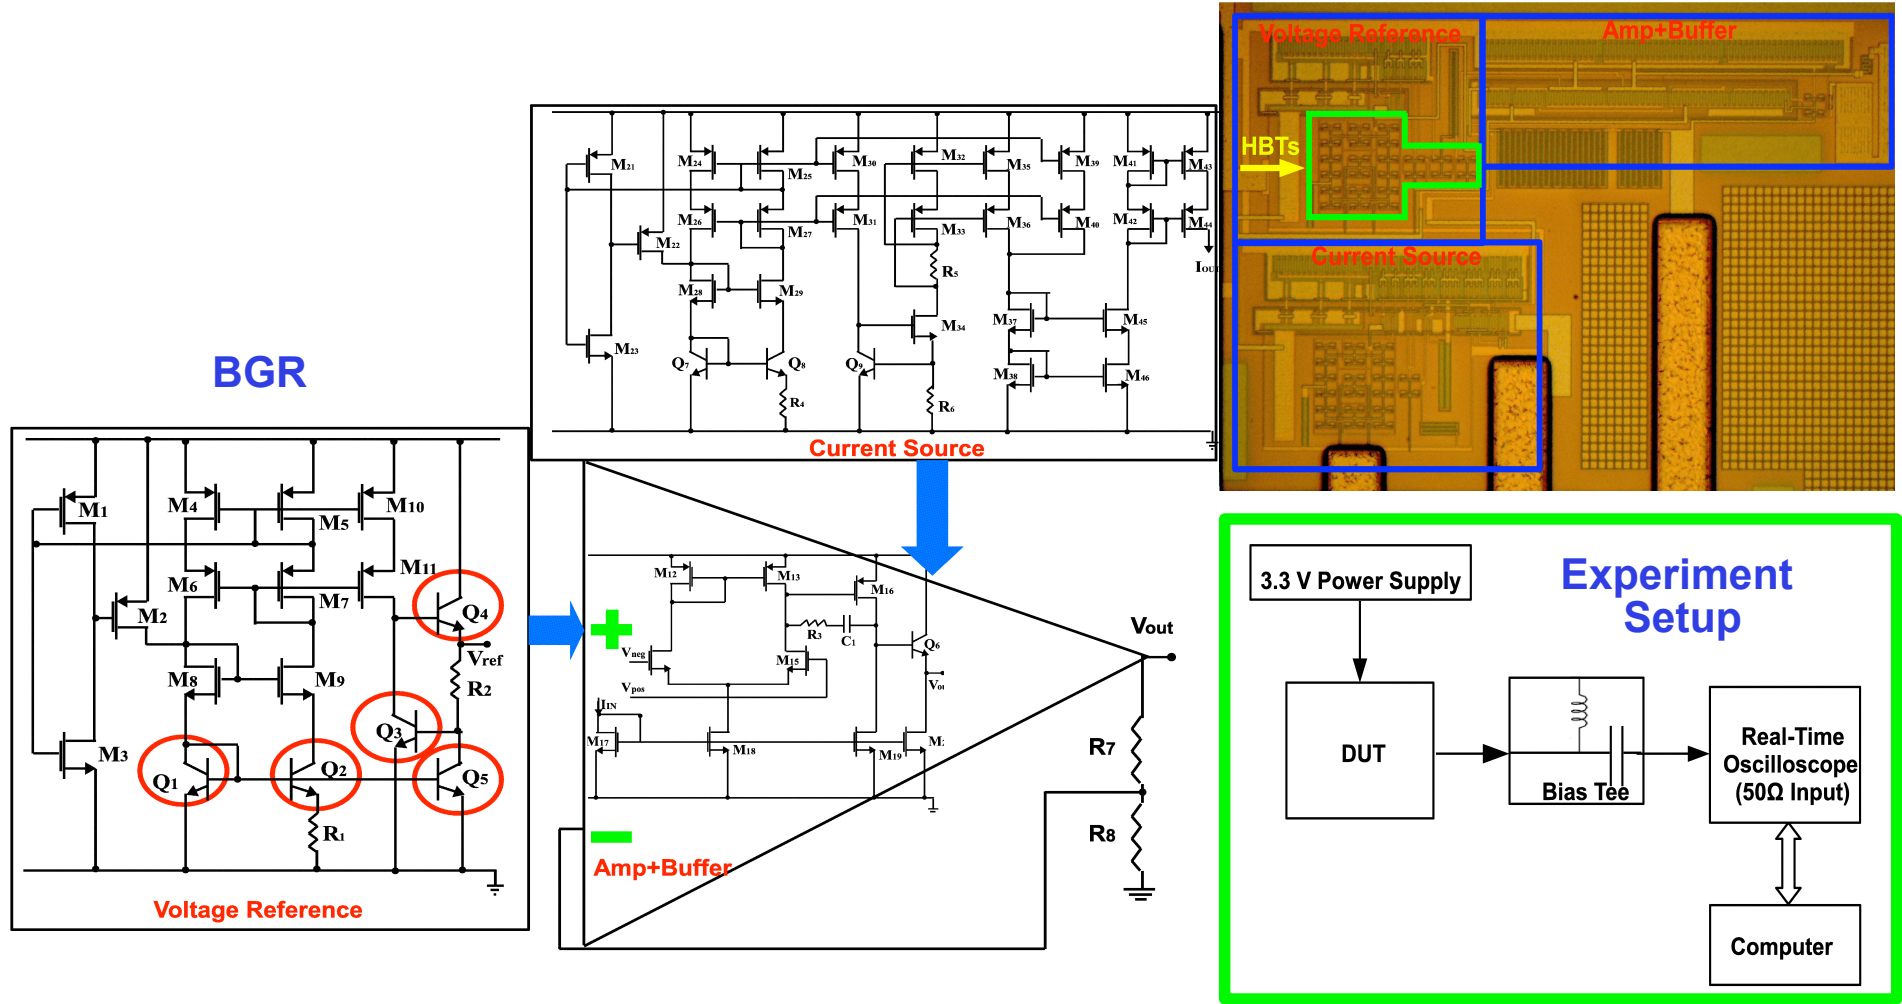 BGR
M1
M2
M3
M4
M5
M10
M6
M7
M11
M8
M9
Q4
Vref
R2
Q3
Q1
Q2
Q5
R1
Voltage Reference
M21
M22
M23
M24
M25
M26
M27
M28
M29
Q7
Q8
R4
M30
M31
Q9
M32
M33
R5
M34
R6
M35
M36
M37
M38
M39
M40
M41
M42
M43
M44
M45
M46
Current Source
M12
M13
M16
R3
C1
Q6
Vneg
M15
Vpos
IIN
M17
M18
M19
Amp+Buffer
Vout
R7
R8
Voltage Reference
Amp+Buffer
HBTs
Current Source
Experiment
Setup
3.3 V Power Supply
DUT
Bias Tee
Real-Time
Oscilloscope
(50Ω Input)
Computer